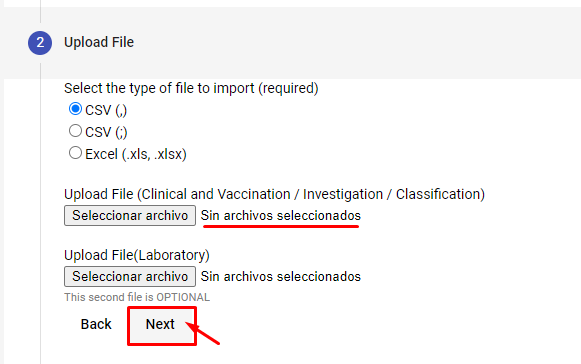 2 Upload File
Select the type of file to import (required)
CSV (,)
CSV (;)
Excel (.xls, .xlsx)
Upload File (Clinical and Vaccination / Investigation / Classification)
Seleccionar archivo Sin archivos seleccionados
Upload File(Laboratory)
Seleccionar archivo Sin archivos seleccionados
This second file is OPTIONAL
Back Next